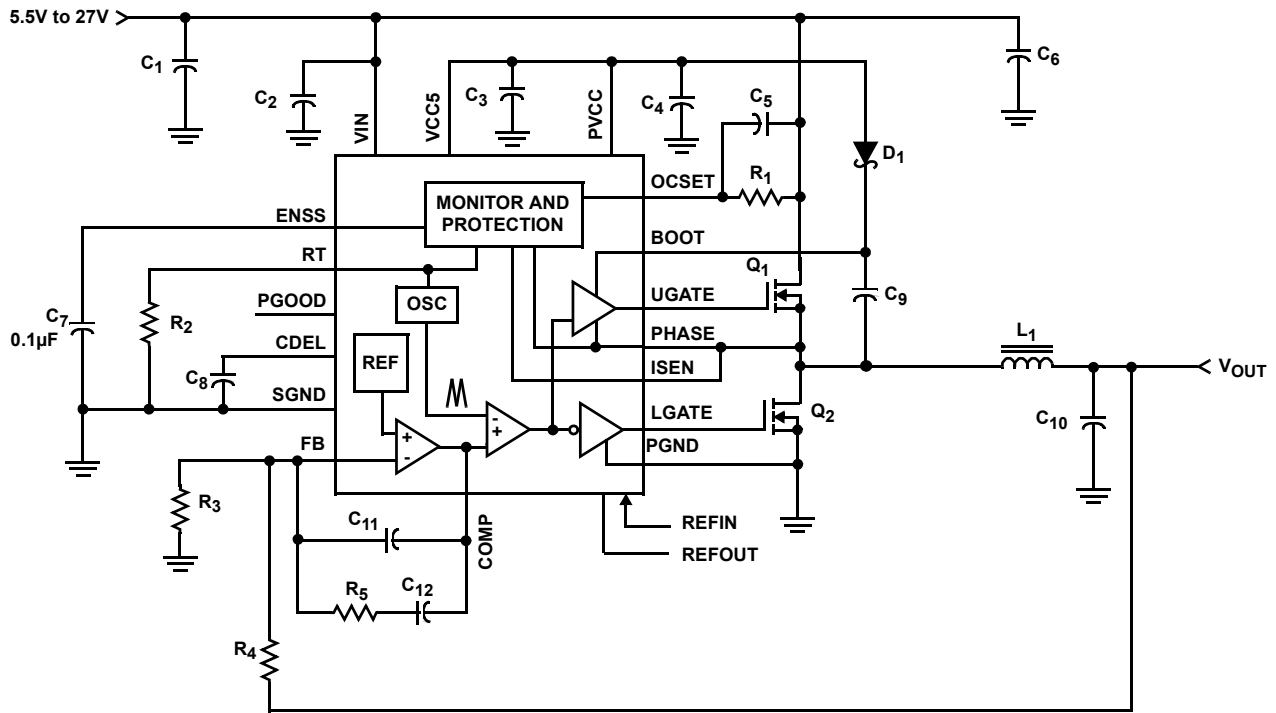 5.5V to 27V
C1
C2
VIN
VCC5
C3
PVCC
C4
C5
C6
D1
OCSET
R1
MONITOR AND
PROTECTION
ENSS
BOOT
RT
Q1
C9
OSC
UGATE
C7
0.1µF
R2
PGOOD
PHASE
L1
CDEL
REF
ISEN
VOUT
C8
SGND
LGATE
Q2
C10
FB
+
-
-
+
PGND
R3
C11
COMP
REFIN
REFOUT
R5
C12
R4